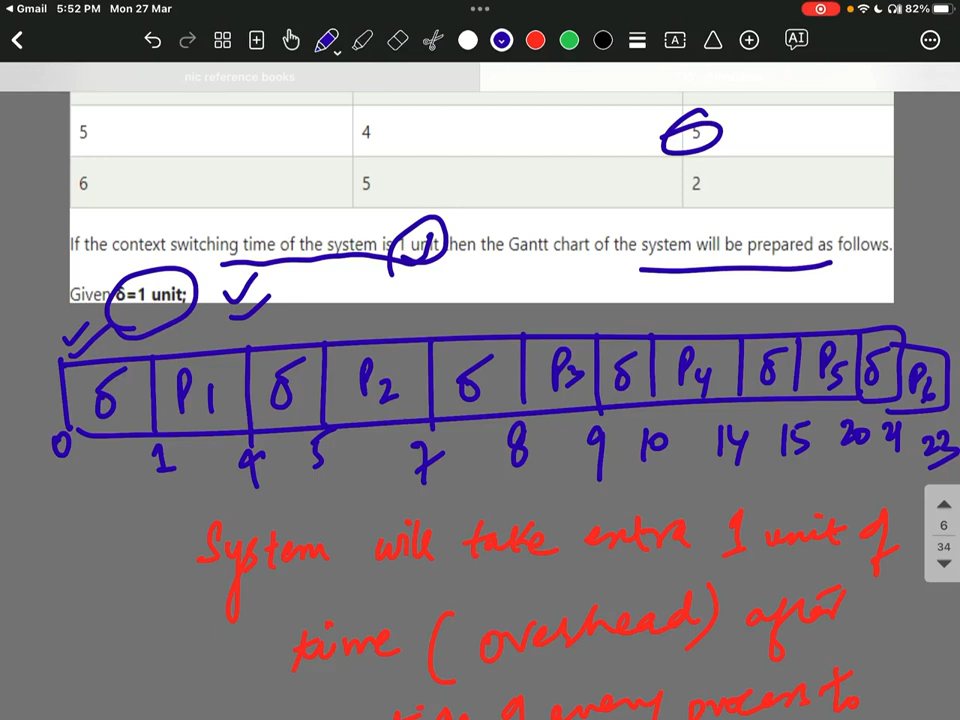 Gmail 5:52 PM Mon 27 Mar 82%
A AI
nic reference books
5 4 5
6 5 2
If the context switching time of the system is 1 unit then the Gantt chart of the system will be prepared as follows.
Given δ=1 unit;
δ P1 δ P2 δ P3 δ P4 δ P5 δ P6
0 1 4 5 7 8 9 10 14 15 20 21 23
6
34
System will take extra 1 unit of
time (overhead) after
every process to